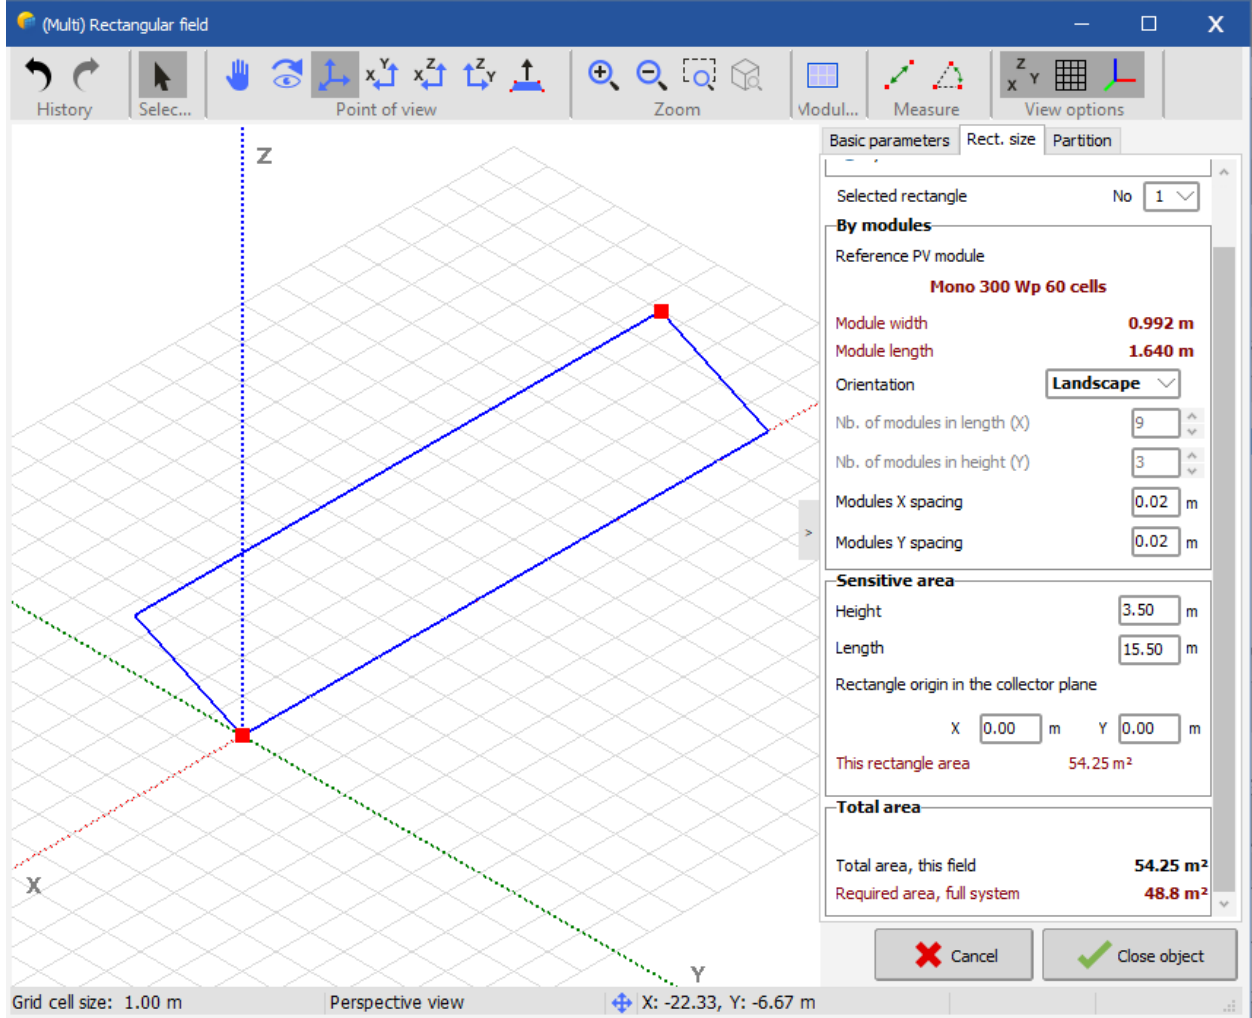 (Multi) Rectangular field
X
History
Selec...
Point of view
Zoom
Modul...
Measure
View options
Basic parameters Rect. size Partition
Selected rectangle No 1
By modules
Reference PV module
Mono 300 Wp 60 cells
Module width 0.992 m
Module length 1.640 m
Orientation Landscape
Nb. of modules in length (X) 9
Nb. of modules in height (Y) 3
Modules X spacing 0.02 m
Modules Y spacing 0.02 m
Sensitive area
Height 3.50 m
Length 15.50 m
Rectangle origin in the collector plane
X 0.00 m Y 0.00 m
This rectangle area 54.25 m²
Total area
Total area, this field 54.25 m²
Required area, full system 48.8 m²
Cancel Close object
Z
X
Y
>
Grid cell size: 1.00 m Perspective view X: -22.33, Y: -6.67 m